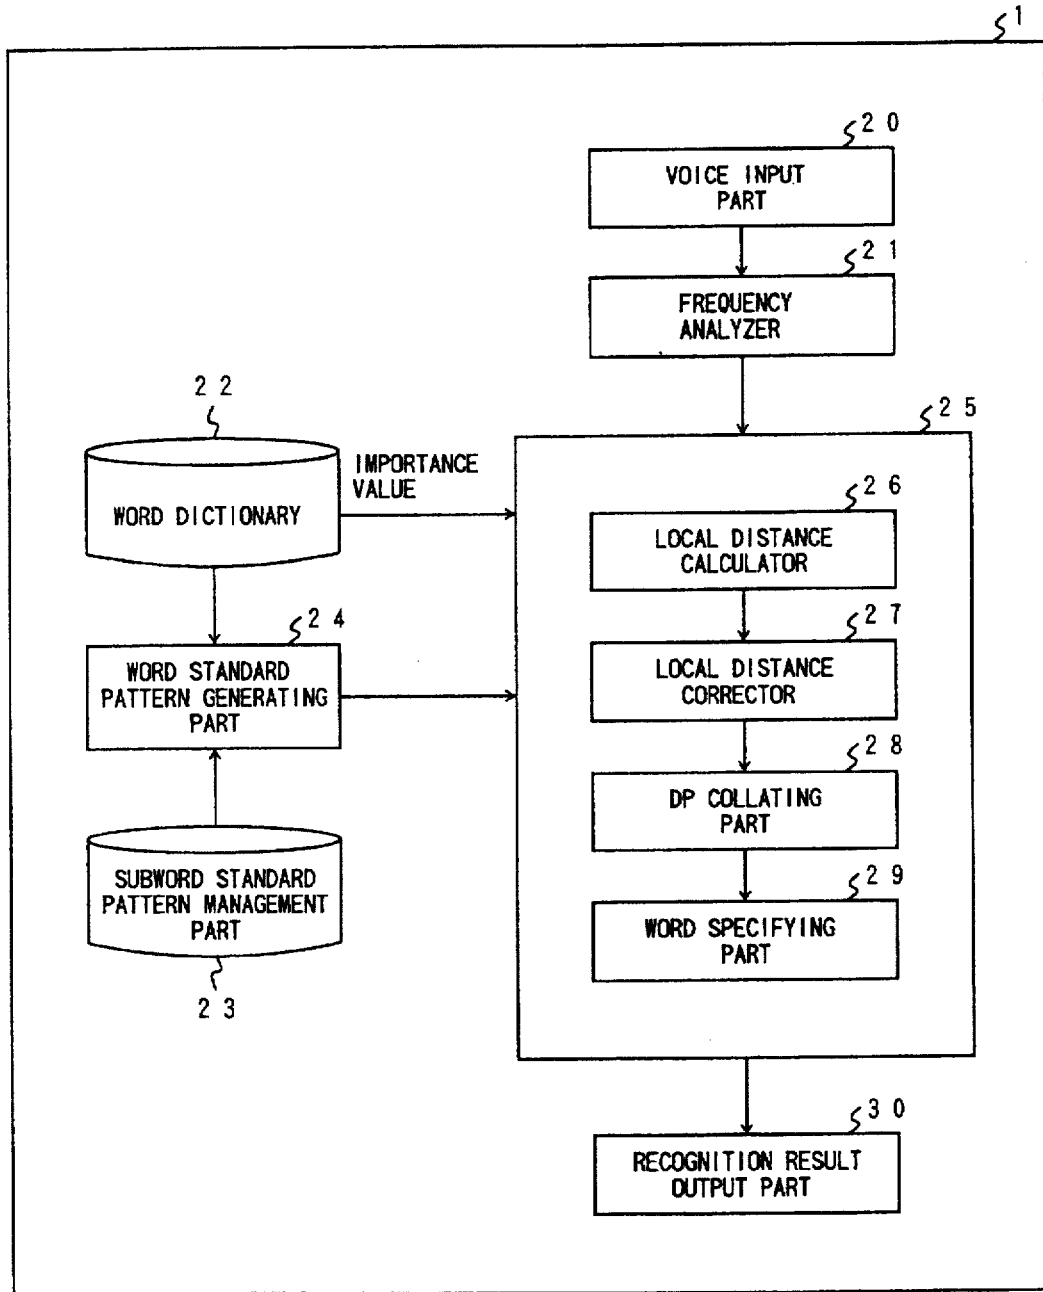 1
20
VOICE INPUT
PART
21
FREQUENCY
ANALYZER
22
WORD DICTIONARY
IMPORTANCE
VALUE
25
26
LOCAL DISTANCE
CALCULATOR
24
WORD STANDARD
PATTERN GENERATING
PART
27
LOCAL DISTANCE
CORRECTOR
28
DP COLLATING
PART
SUBWORD STANDARD
PATTERN MANAGEMENT
PART
23
29
WORD SPECIFYING
PART
30
RECOGNITION RESULT
OUTPUT PART